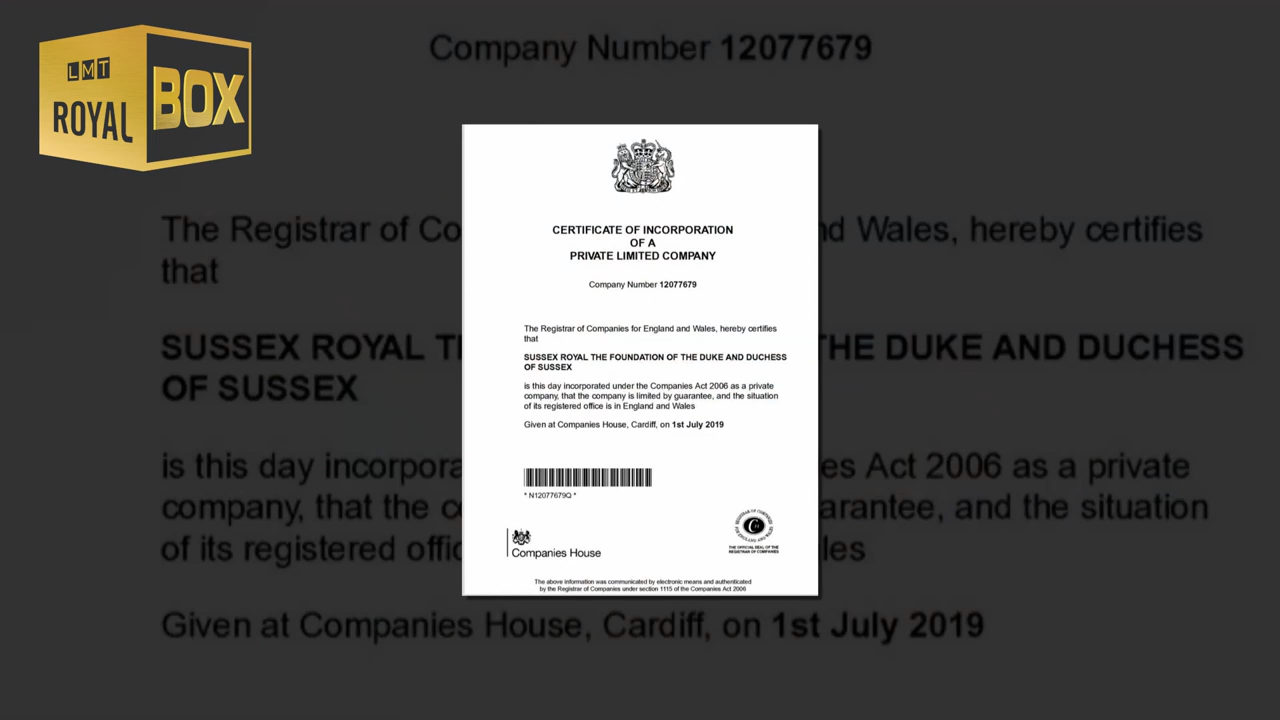 LMT
ROYAL
BOX
Company Number 12077679
The Registrar of Co
nd Wales, hereby certifies
that
SUSSEX ROYAL T
THE DUKE AND DUCHESS
OF SUSSEX
is this day incorpora
es Act 2006 as a private
company, that the c
arantee, and the situation
of its registered offic
les
Given at Companies House, Cardiff, on 1st July 2019
CERTIFICATE OF INCORPORATION
OF A
PRIVATE LIMITED COMPANY
Company Number 12077679
The Registrar of Companies for England and Wales, hereby certifies
that
SUSSEX ROYAL THE FOUNDATION OF THE DUKE AND DUCHESS
OF SUSSEX
is this day incorporated under the Companies Act 2006 as a private
company, that the company is limited by guarantee, and the situation
of its registered office is in England and Wales
Given at Companies House, Cardiff, on 1st July 2019
* N12077679Q *
Companies House
REGISTRAR OF COMPANIES
FOR ENGLAND AND WALES
THE OFFICIAL SEAL OF THE
REGISTRAR OF COMPANIES
The above information was communicated by electronic means and authenticated
by the Registrar of Companies under section 1115 of the Companies Act 2006